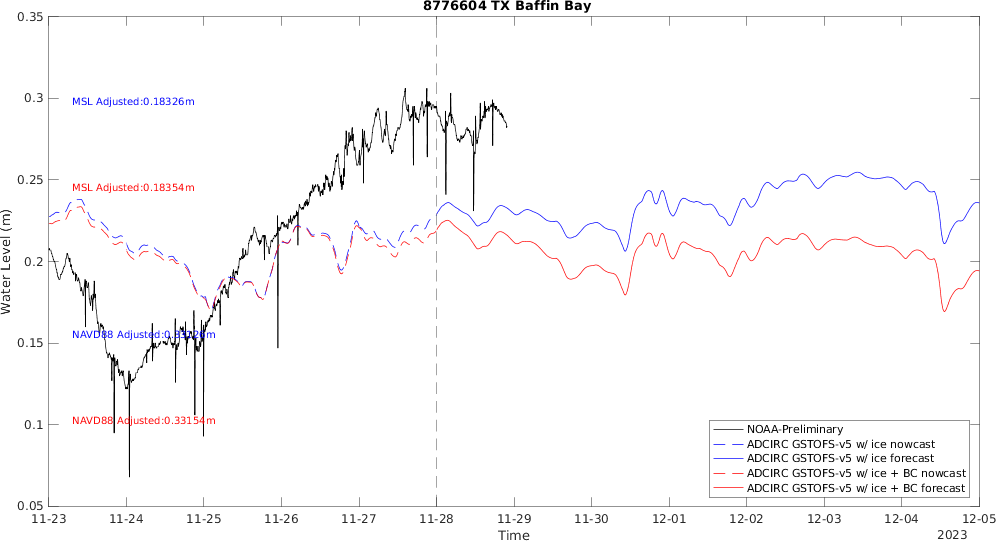 8776604 TX Baffin Bay
0.35
0.3
0.25
0.2
0.15
0.1
0.05
Water Level (m)
MSL Adjusted:0.18326m
MSL Adjusted:0.18354m
NAVD88 Adjusted:0.33126m
NAVD88 Adjusted:0.33154m
NOAA-Preliminary
ADCIRC GSTOFS-v5 w/ ice nowcast
ADCIRC GSTOFS-v5 w/ ice forecast
ADCIRC GSTOFS-v5 w/ ice + BC nowcast
ADCIRC GSTOFS-v5 w/ ice + BC forecast
11-23 11-24 11-25 11-26 11-27 11-28 11-29 11-30 12-01 12-02 12-03 12-04 12-05
Time
2023